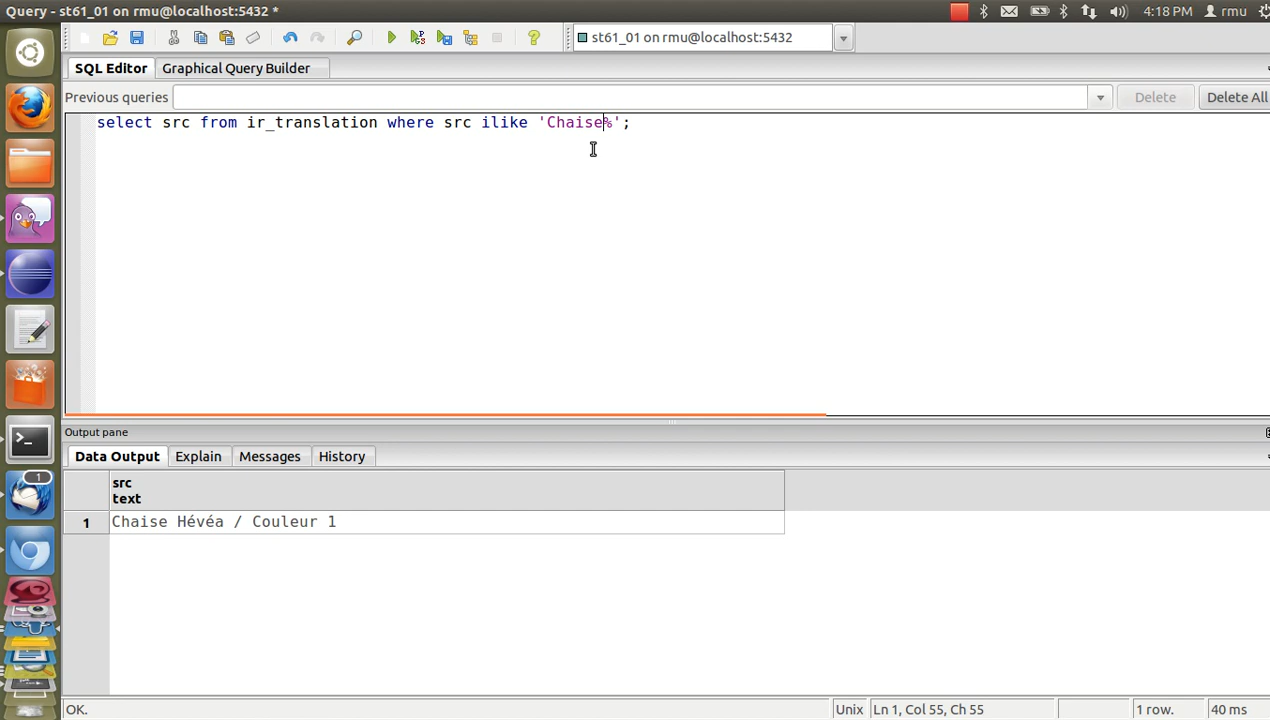 Query - st61_01 on rmu@localhost:5432 *
4:18 PM rmu
st61_01 on rmu@localhost:5432
SQL Editor Graphical Query Builder
Previous queries Delete Delete All
select src from ir_translation where src ilike 'Chaise%';
Output pane
Data Output Explain Messages History
src
text
1 Chaise Hévéa / Couleur 1
1
OK. Unix Ln 1, Col 55, Ch 55 1 row. 40 ms